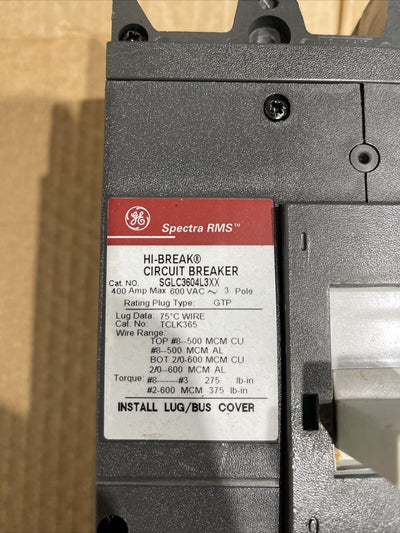 GE Spectra RMS™
HI-BREAK®
CIRCUIT BREAKER
Cat. NO. SGLC3604L3XX
400 Amp Max 600 VAC ~ 3 Pole
Rating Plug Type: GTP
Lug Data: 75°C WIRE
Cat. No: TCLK365
Wire Range:
TOP #8-500 MCM CU
#8-500 MCM AL
BOT 2/0-600 MCM CU
2/0-600 MCM AL
Torque: #8-------#3 275 lb-in
#2-600 MCM 375 lb-in
INSTALL LUG/BUS COVER
I
O